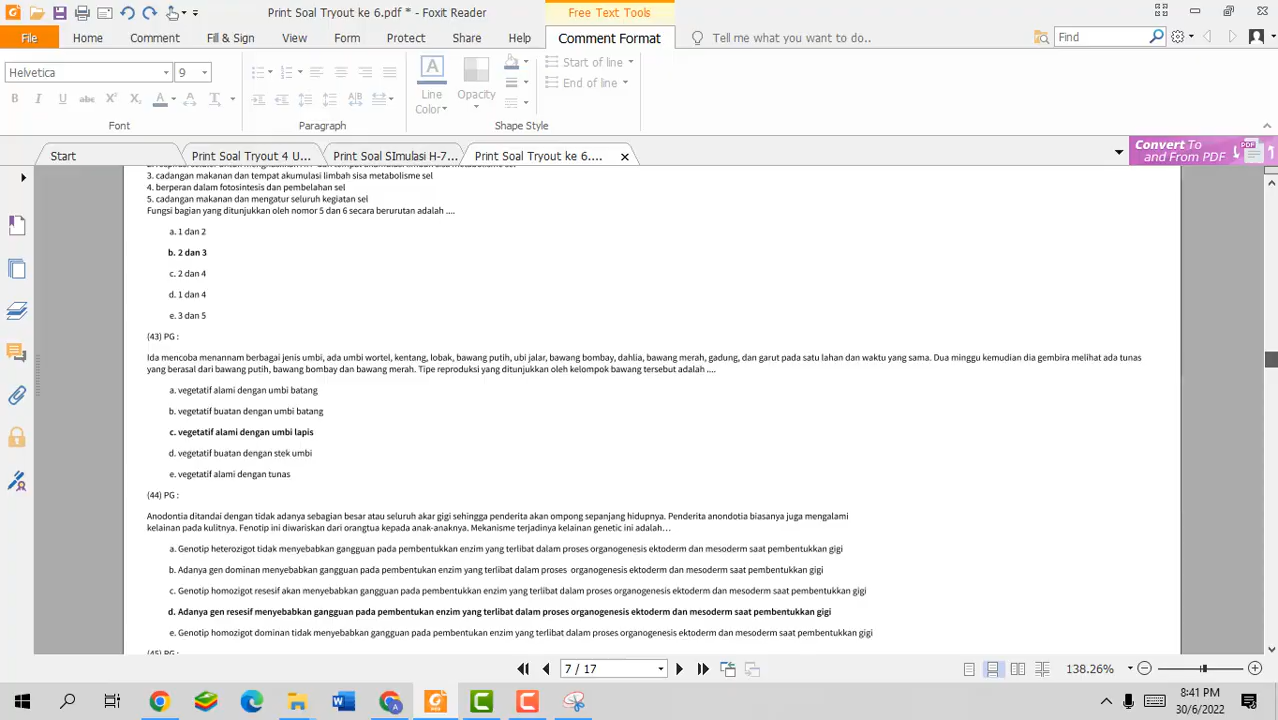 Print Soal Tryout ke 6.pdf * - Foxit Reader
Free Text Tools
File
Home
Comment
Fill & Sign
View
Form
Protect
Share
Help
Comment Format
Tell me what you want to do..
Find
Helvetica
9
Line Color
Opacity
Start of line
End of line
Font
Paragraph
Shape Style
Start
Print Soal Tryout 4 U...
Print Soal SImulasi H-7...
Print Soal Tryout ke 6....
Convert To and From PDF
3. cadangan makanan dan tempat akumulasi limbah sisa metabolisme sel
4. berperan dalam fotosintesis dan pembelahan sel
5. cadangan makanan dan mengatur seluruh kegiatan sel
Fungsi bagian yang ditunjukkan oleh nomor 5 dan 6 secara berurutan adalah ....
a. 1 dan 2
b. 2 dan 3
c. 2 dan 4
d. 1 dan 4
e. 3 dan 5
(43) PG :
Ida mencoba menannam berbagai jenis umbi, ada umbi wortel, kentang, lobak, bawang putih, ubi jalar, bawang bombay, dahlia, bawang merah, gadung, dan garut pada satu lahan dan waktu yang sama. Dua minggu kemudian dia gembira melihat ada tunas
yang berasal dari bawang putih, bawang bombay dan bawang merah. Tipe reproduksi yang ditunjukkan oleh kelompok bawang tersebut adalah ....
a. vegetatif alami dengan umbi batang
b. vegetatif buatan dengan umbi batang
c. vegetatif alami dengan umbi lapis
d. vegetatif buatan dengan stek umbi
e. vegetatif alami dengan tunas
(44) PG :
Anodontia ditandai dengan tidak adanya sebagian besar atau seluruh akar gigi sehingga penderita akan ompong sepanjang hidupnya. Penderita anondotia biasanya juga mengalami
kelainan pada kulitnya. Fenotip ini diwariskan dari orangtua kepada anak-anaknya. Mekanisme terjadinya kelainan genetic ini adalah…
a. Genotip heterozigot tidak menyebabkan gangguan pada pembentukkan enzim yang terlibat dalam proses organogenesis ektoderm dan mesoderm saat pembentukkan gigi
b. Adanya gen dominan menyebabkan gangguan pada pembentukan enzim yang terlibat dalam proses  organogenesis ektoderm dan mesoderm saat pembentukkan gigi
c. Genotip homozigot resesif akan menyebabkan gangguan pada pembentukkan enzim yang terlibat dalam proses organogenesis ektoderm dan mesoderm saat pembentukkan gigi
d. Adanya gen resesif menyebabkan gangguan pada pembentukan enzim yang terlibat dalam proses organogenesis ektoderm dan mesoderm saat pembentukkan gigi
e. Genotip homozigot dominan tidak menyebabkan gangguan pada pembentukan enzim yang terlibat dalam proses organogenesis ektoderm dan mesoderm saat pembentukkan gigi
7 / 17
138.26%
8:41 PM
30/6/2022